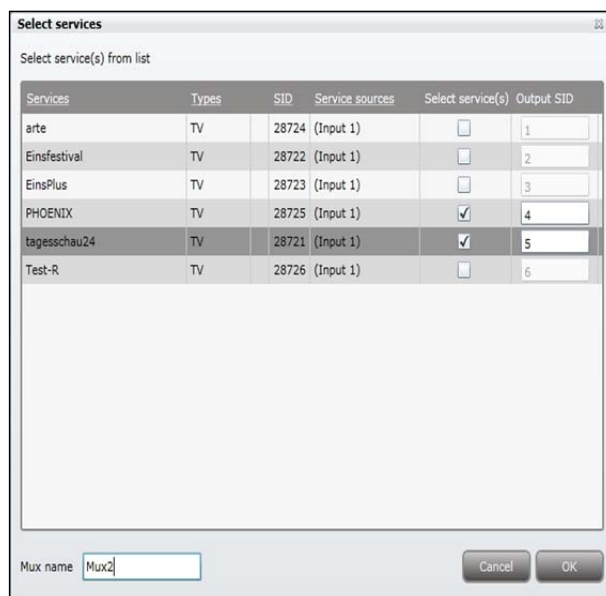 Select services
Select service(s) from list
Services Types SID Service sources Select service(s) Output SID
arte TV 28724 (Input 1) 1
Einsfestival TV 28722 (Input 1) 2
EinsPlus TV 28723 (Input 1) 3
PHOENIX TV 28725 (Input 1) 4
tagesschau24 TV 28721 (Input 1) 5
Test-R TV 28726 (Input 1) 6
Mux name Mux2 Cancel OK